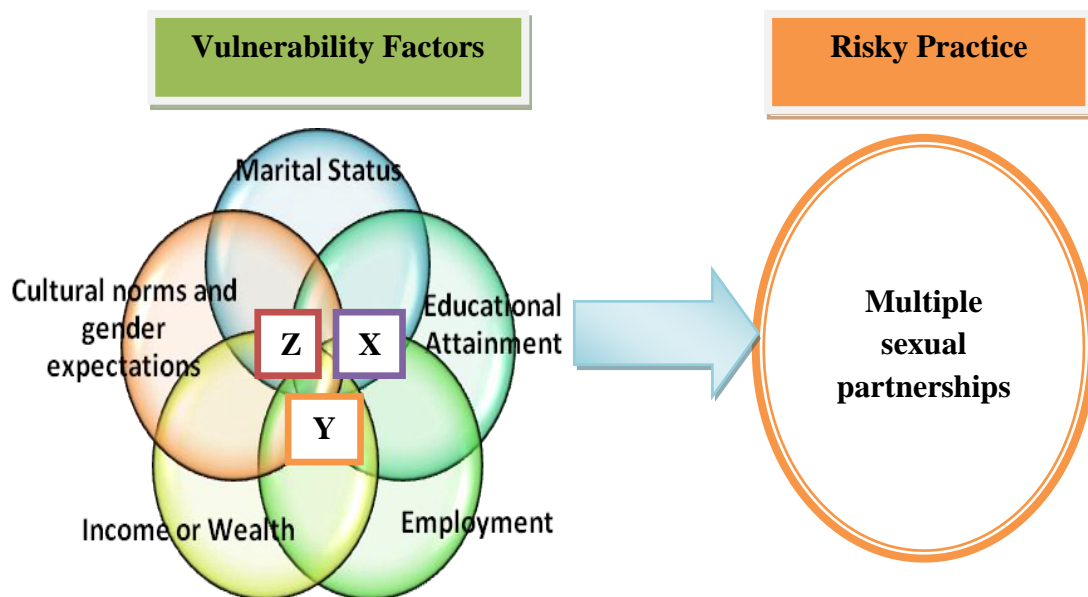 Vulnerability Factors
Risky Practice
Marital Status
Cultural norms and
gender
expectations
Educational
Attainment
Z
X
Y
Income or Wealth
Employment
Multiple
sexual
partnerships